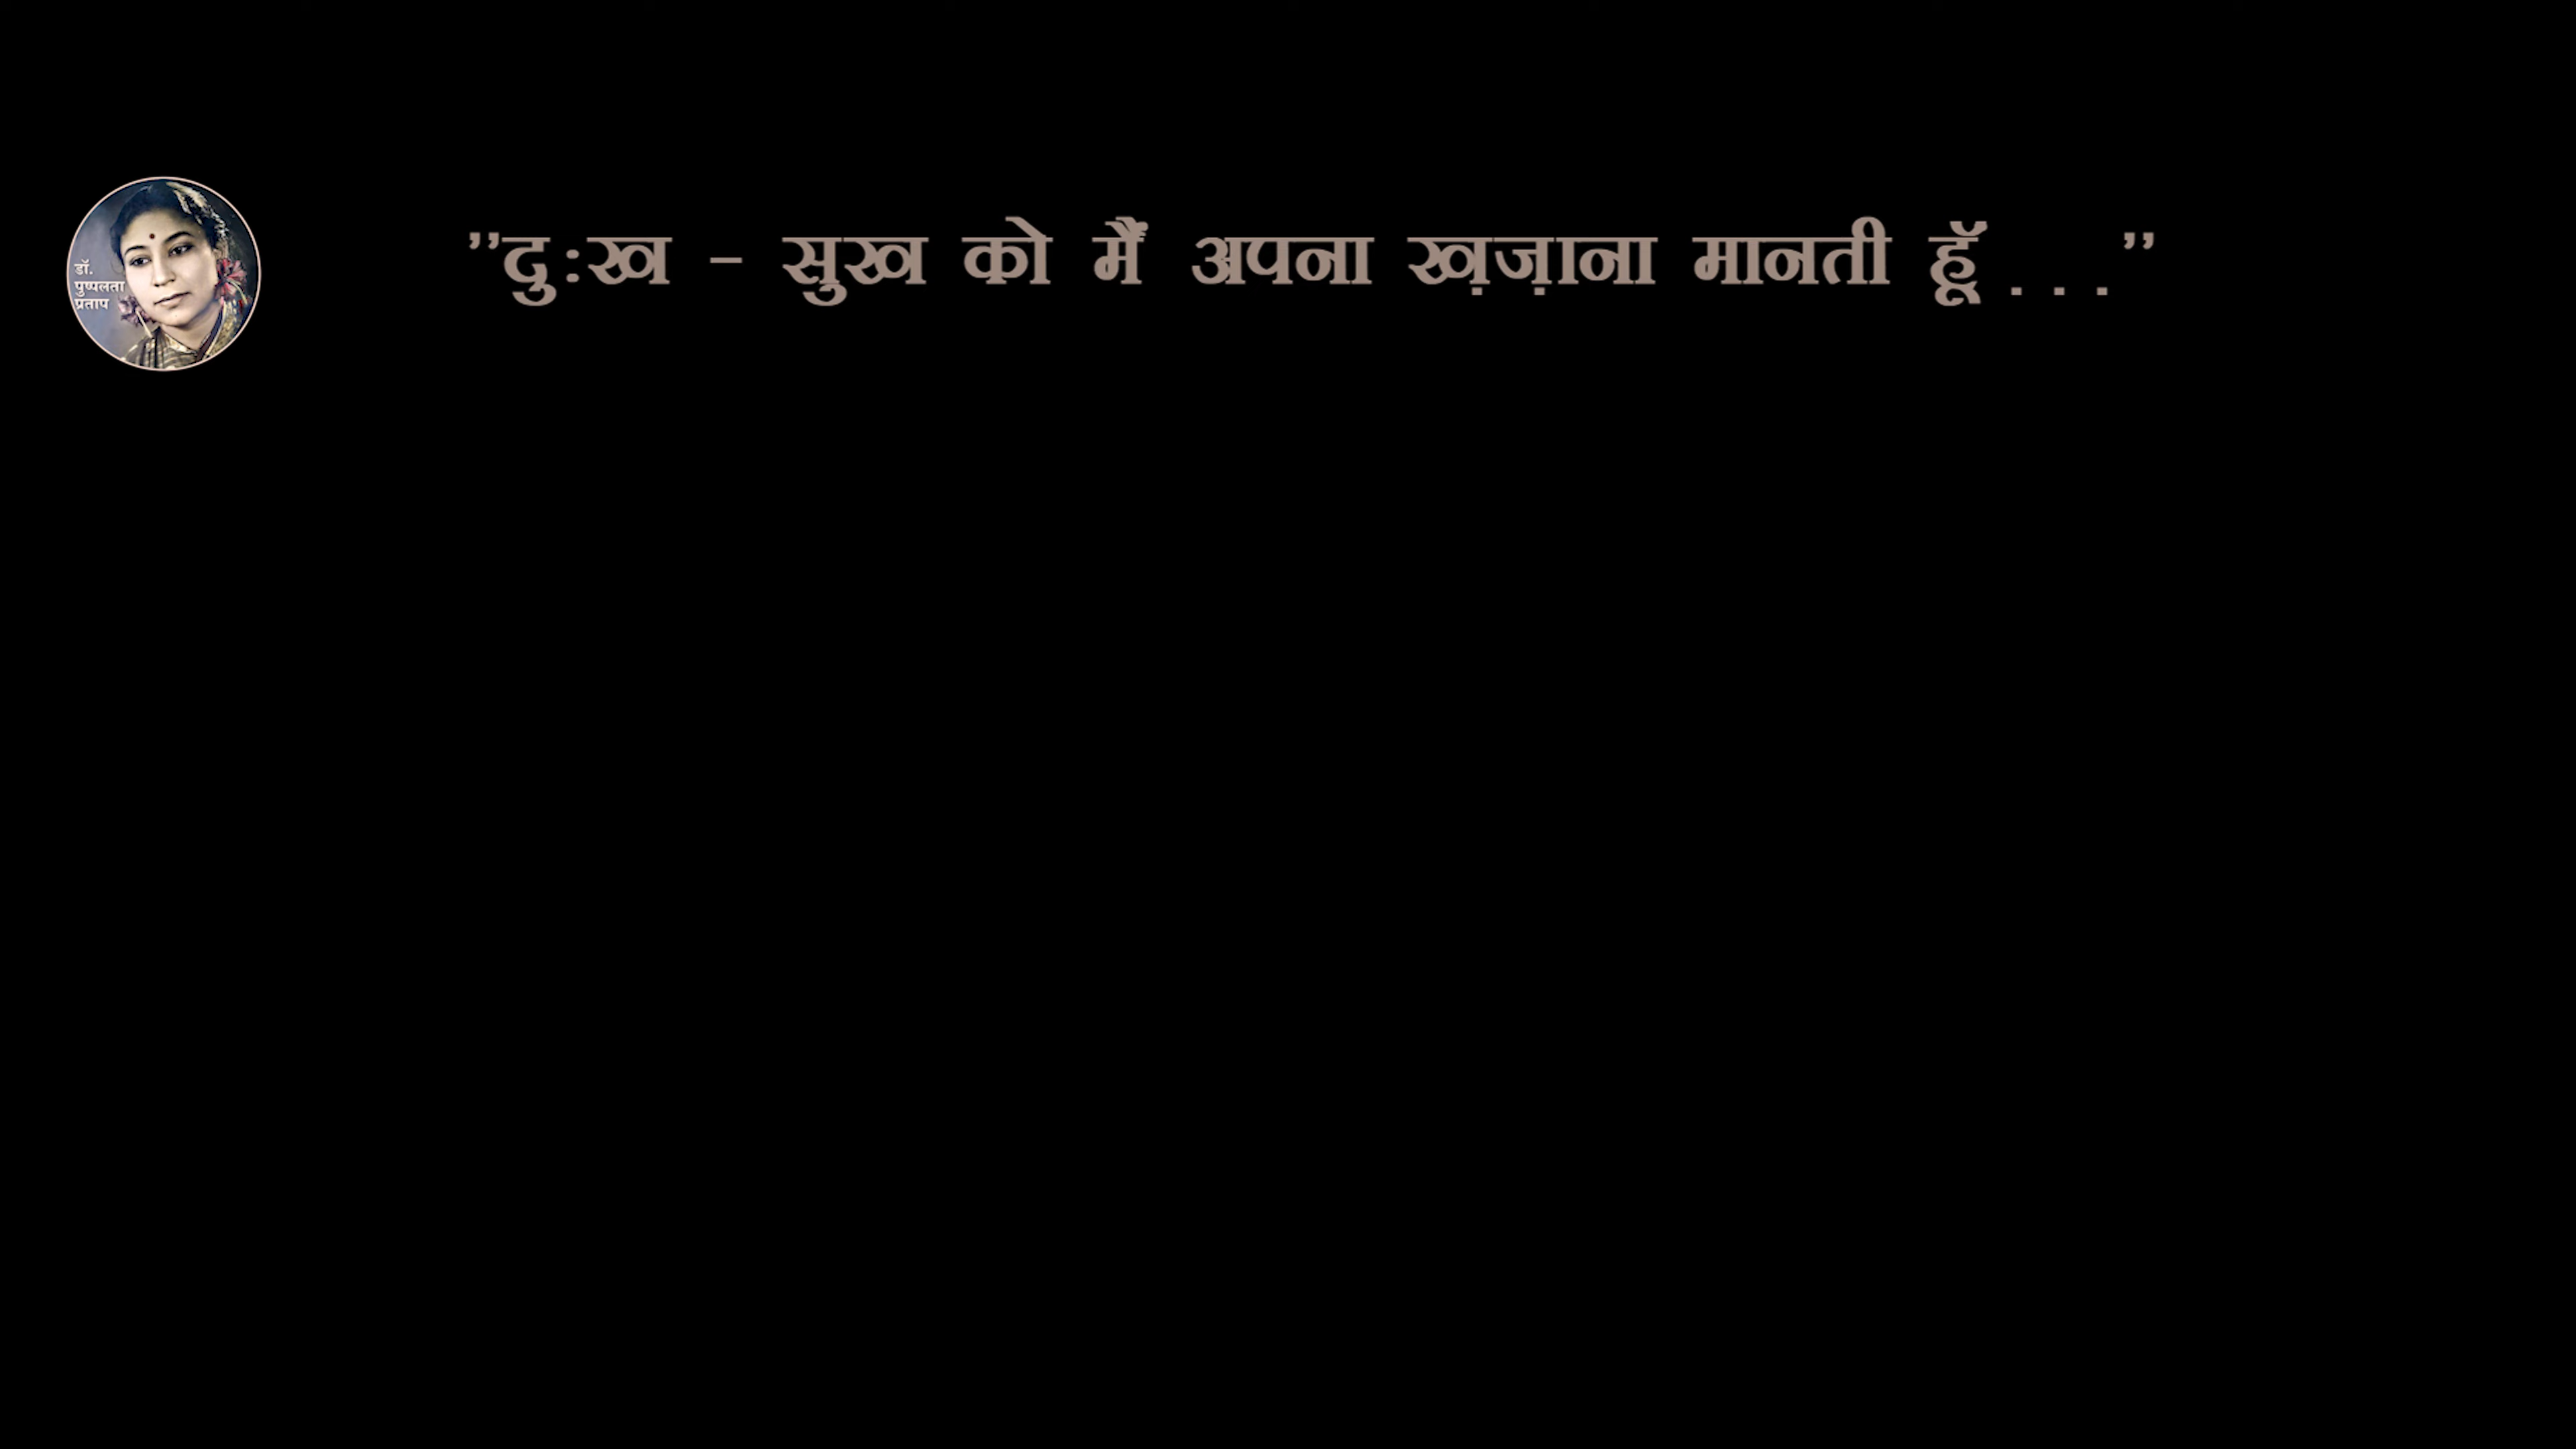 डॉ.
पुष्पलता
प्रताप
”दुःख - सुख को मैं अपना ख़ज़ाना मानती हूॅं . . .”